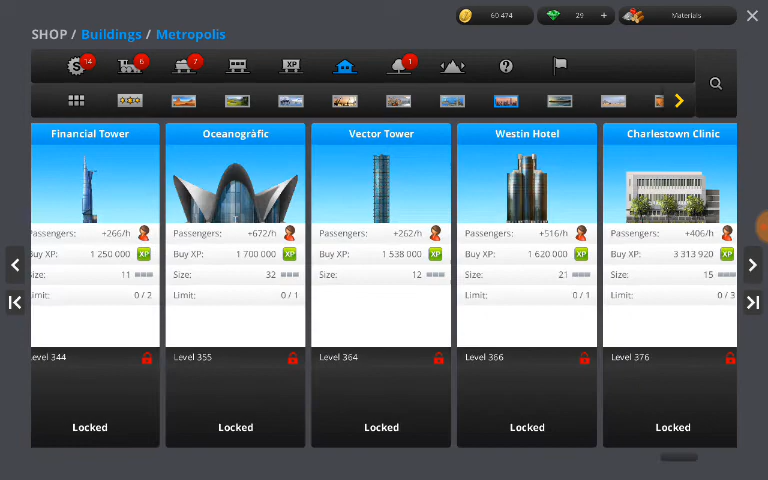 60 474
29 +
Materials
SHOP / Buildings / Metropolis
14
6
7
XP
1
Financial Tower
Passengers: +266/h
Buy XP: 1 250 000 XP
Size: 11
Limit: 0 / 2
Level 344
Locked
Oceanogràfic
Passengers: +672/h
Buy XP: 1 700 000 XP
Size: 32
Limit: 0 / 1
Level 355
Locked
Vector Tower
Passengers: +262/h
Buy XP: 1 538 000 XP
Size: 12
Level 364
Locked
Westin Hotel
Passengers: +516/h
Buy XP: 1 620 000 XP
Size: 21
Limit: 0 / 1
Level 366
Locked
Charlestown Clinic
Passengers: +406/h
Buy XP: 3 313 920 XP
Size: 15
Limit: 0 / 3
Level 376
Locked